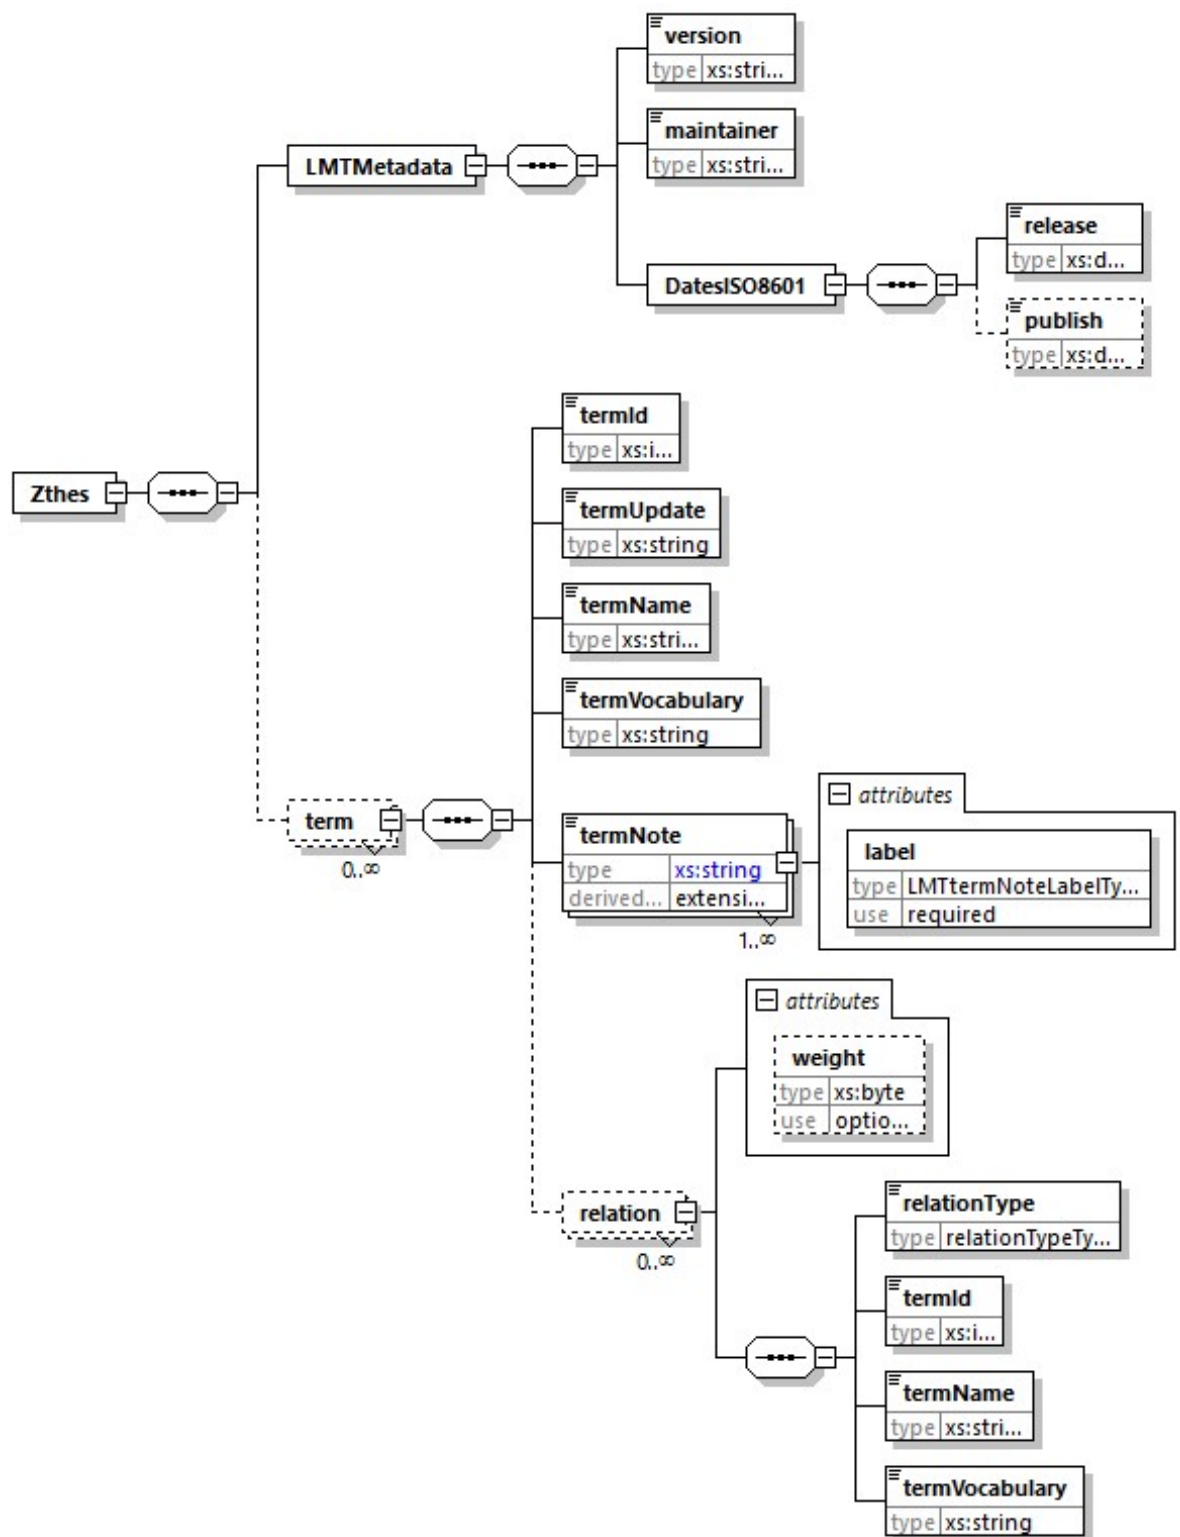 version
type xs:stri...
maintainer
type xs:stri...
LMTMetadata
release
type xs:d...
DatesISO8601
publish
type xs:d...
termId
type xs:i...
Zthes
termUpdate
type xs:string
termName
type xs:stri...
termVocabulary
type xs:string
attributes
term
0..∞
termNote
type xs:string
derived... extensi...
1..∞
label
type LMTtermNoteLabelTy...
use required
attributes
weight
type xs:byte
use optio...
relation
0..∞
relationType
type relationTypeTy...
termId
type xs:i...
termName
type xs:stri...
termVocabulary
type xs:string